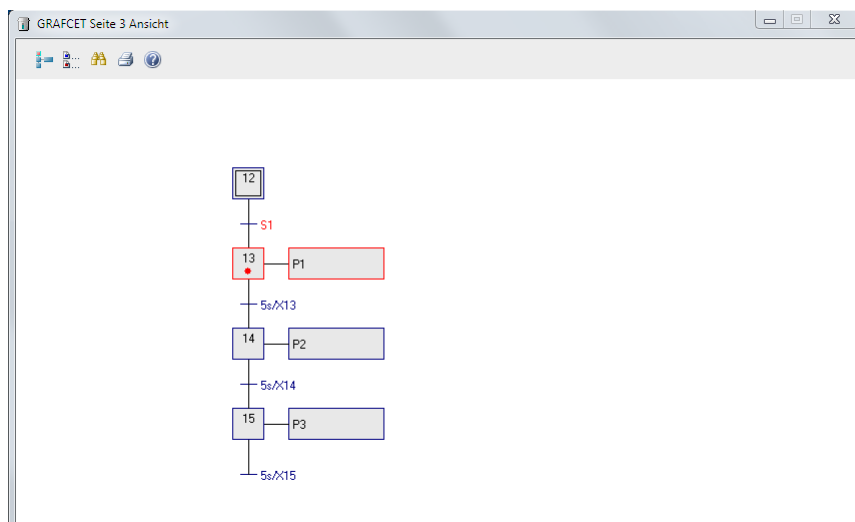 GRAFCET Seite 3 Ansicht
12
S1
13 P1
5s/X13
14 P2
5s/X14
15 P3
5s/X15